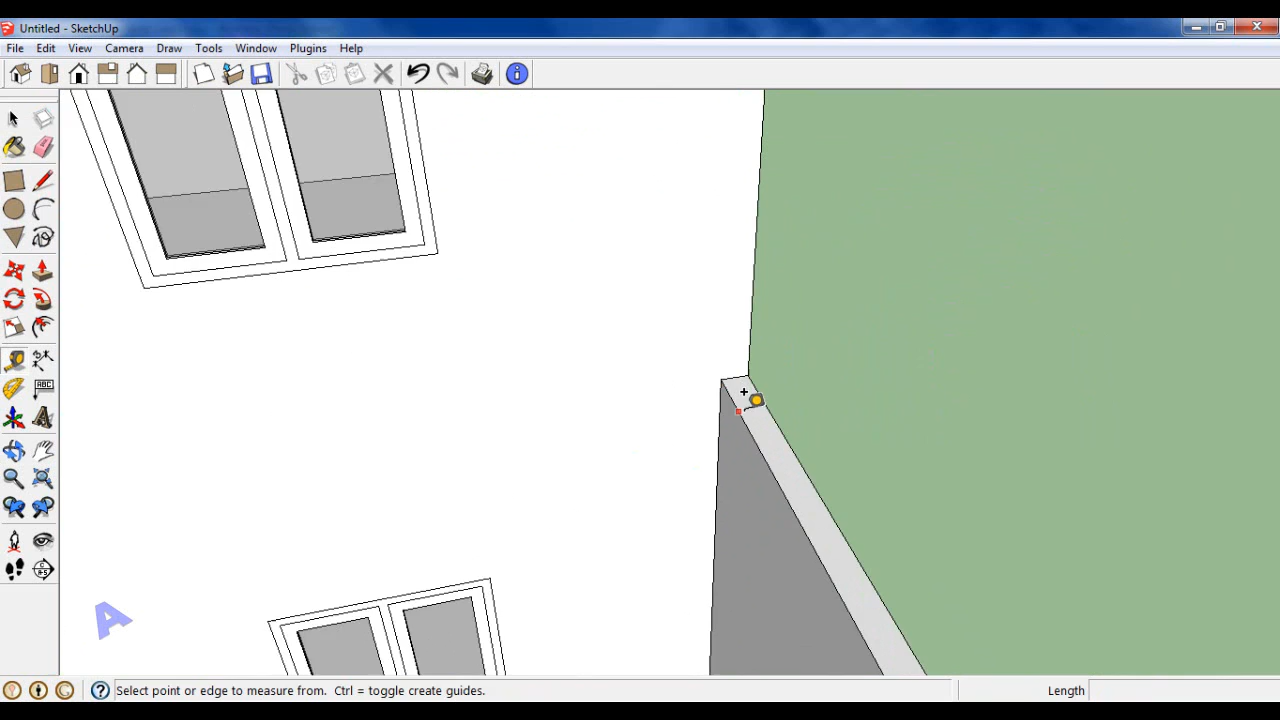 Untitled - SketchUp
File Edit View Camera Draw Tools Window Plugins Help
ABC
A
A
Select point or edge to measure from. Ctrl = toggle create guides.
Length